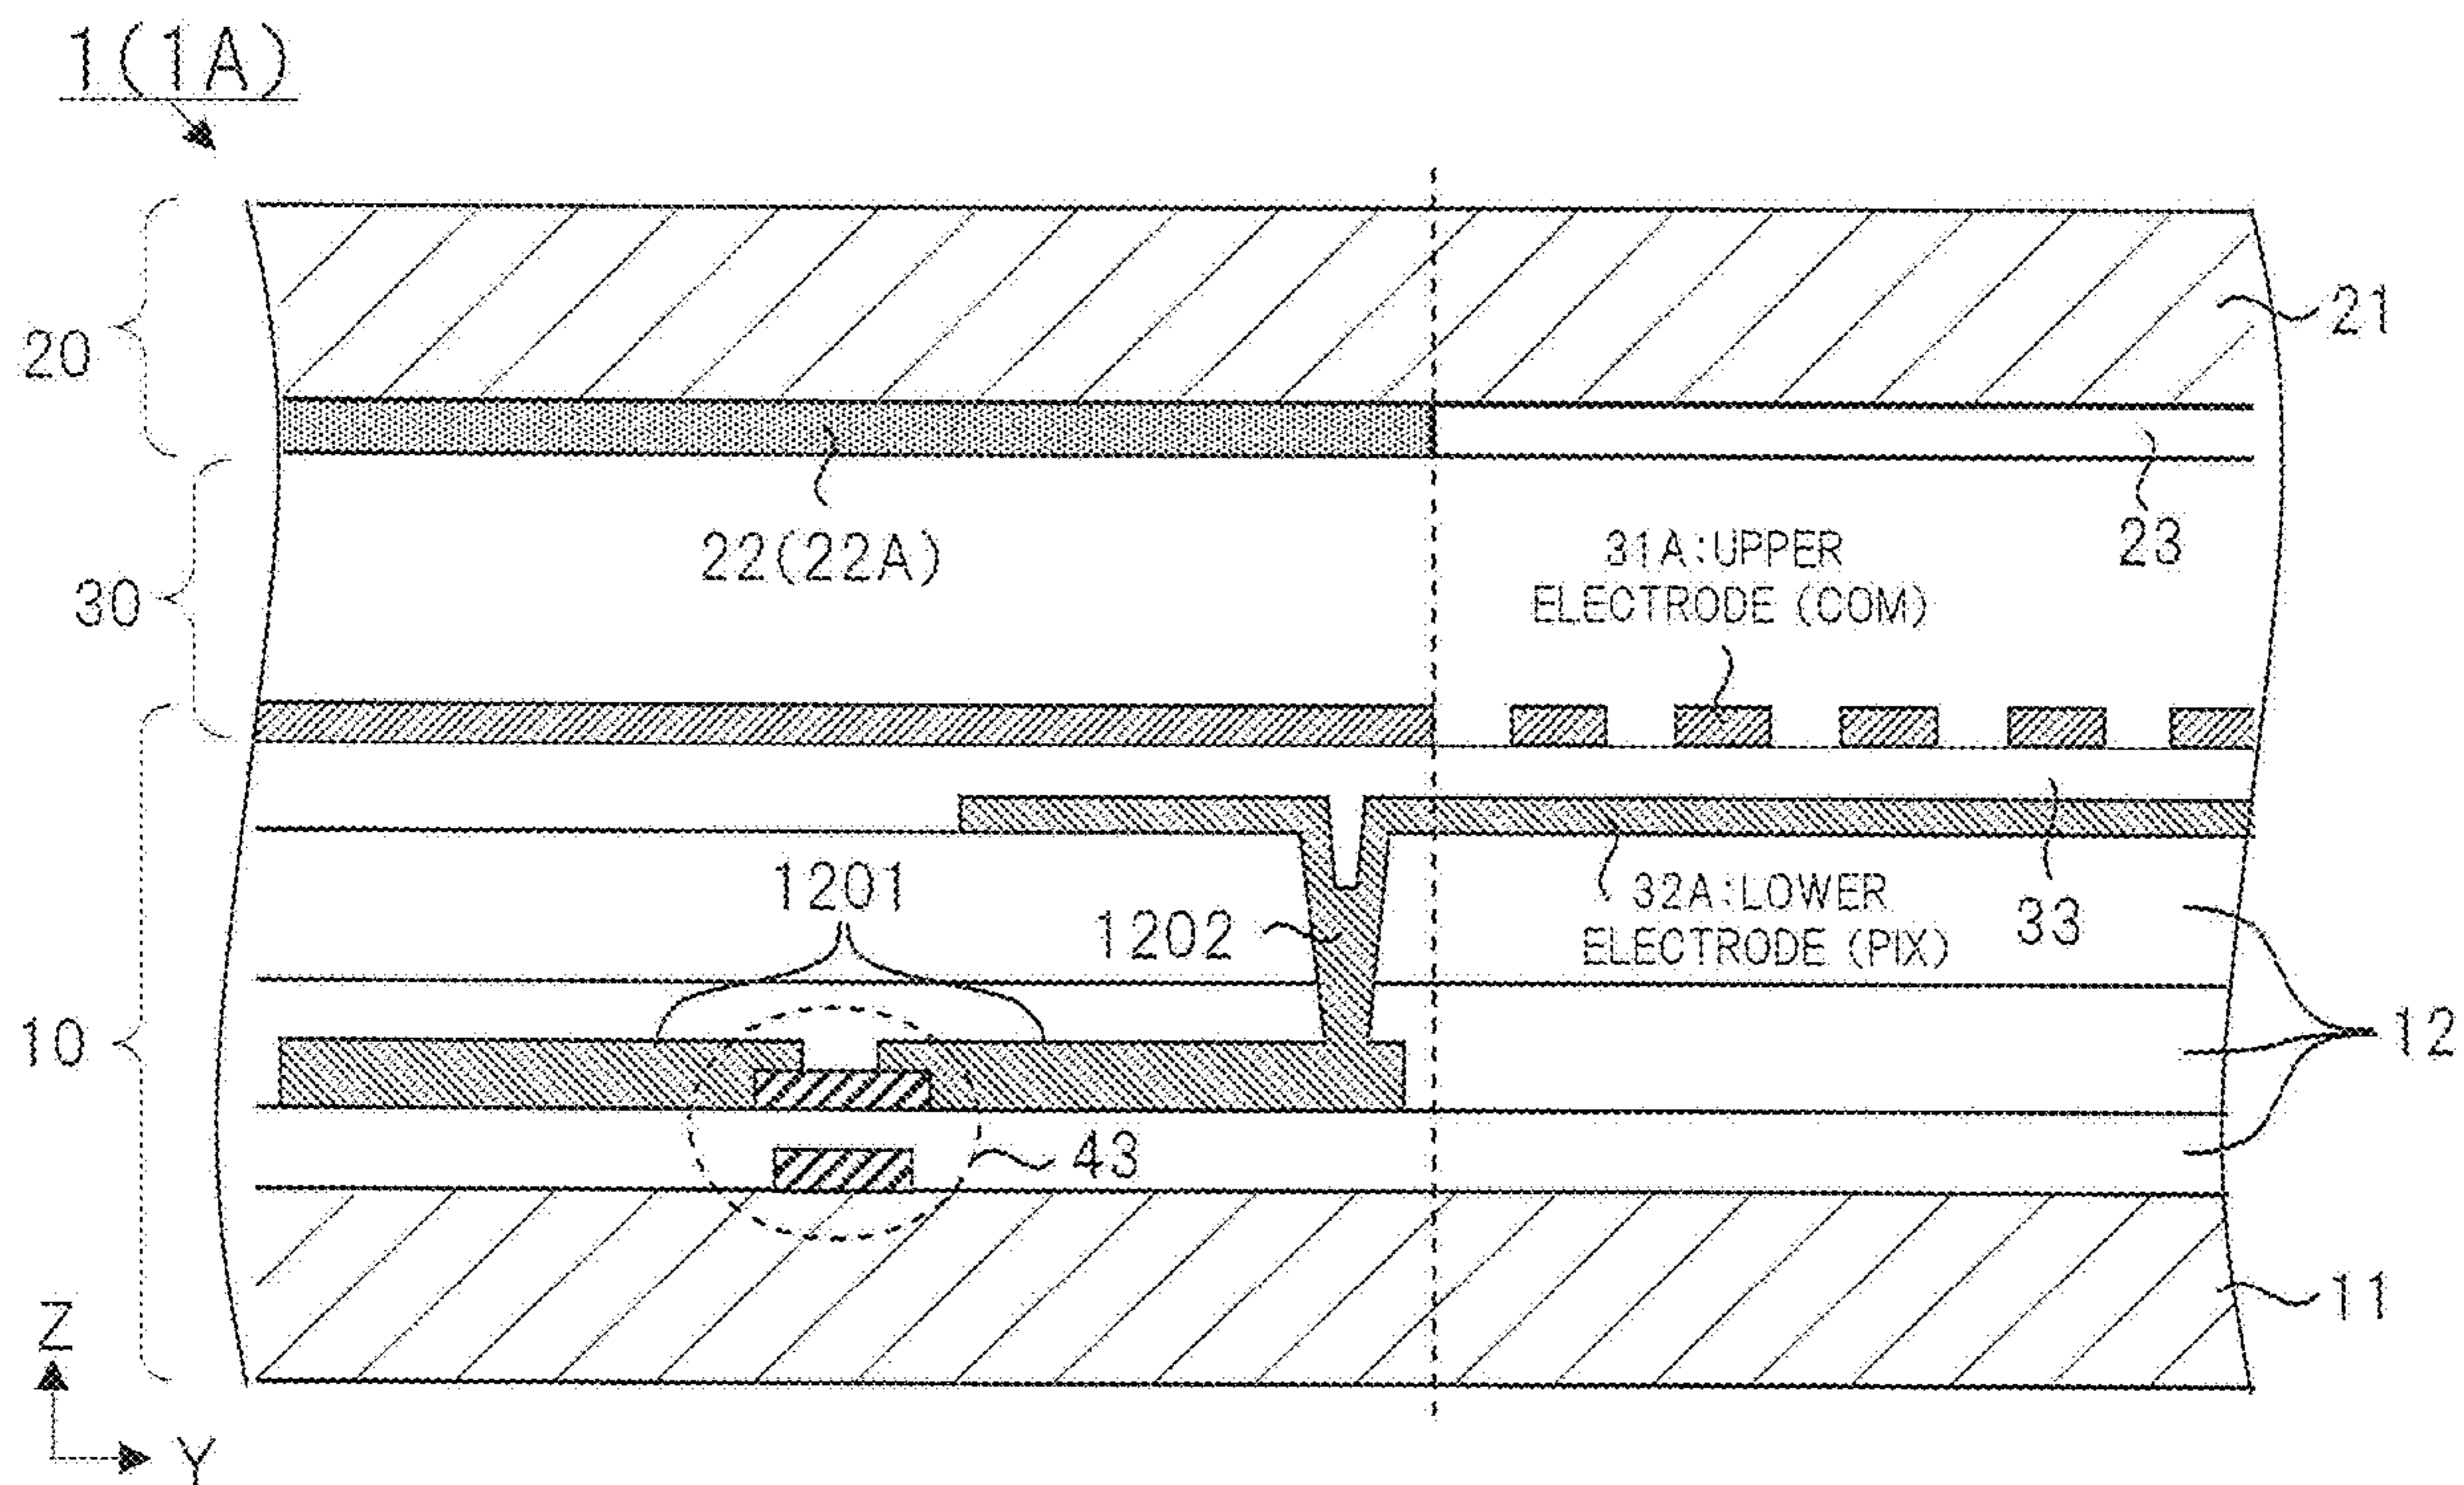 1(1A)
20
21
22(22A)
23
30
31A:UPPER
ELECTRODE (COM)
1201
1202
32A:LOWER
ELECTRODE (PIX)
33
10
12
43
11
Z
Y